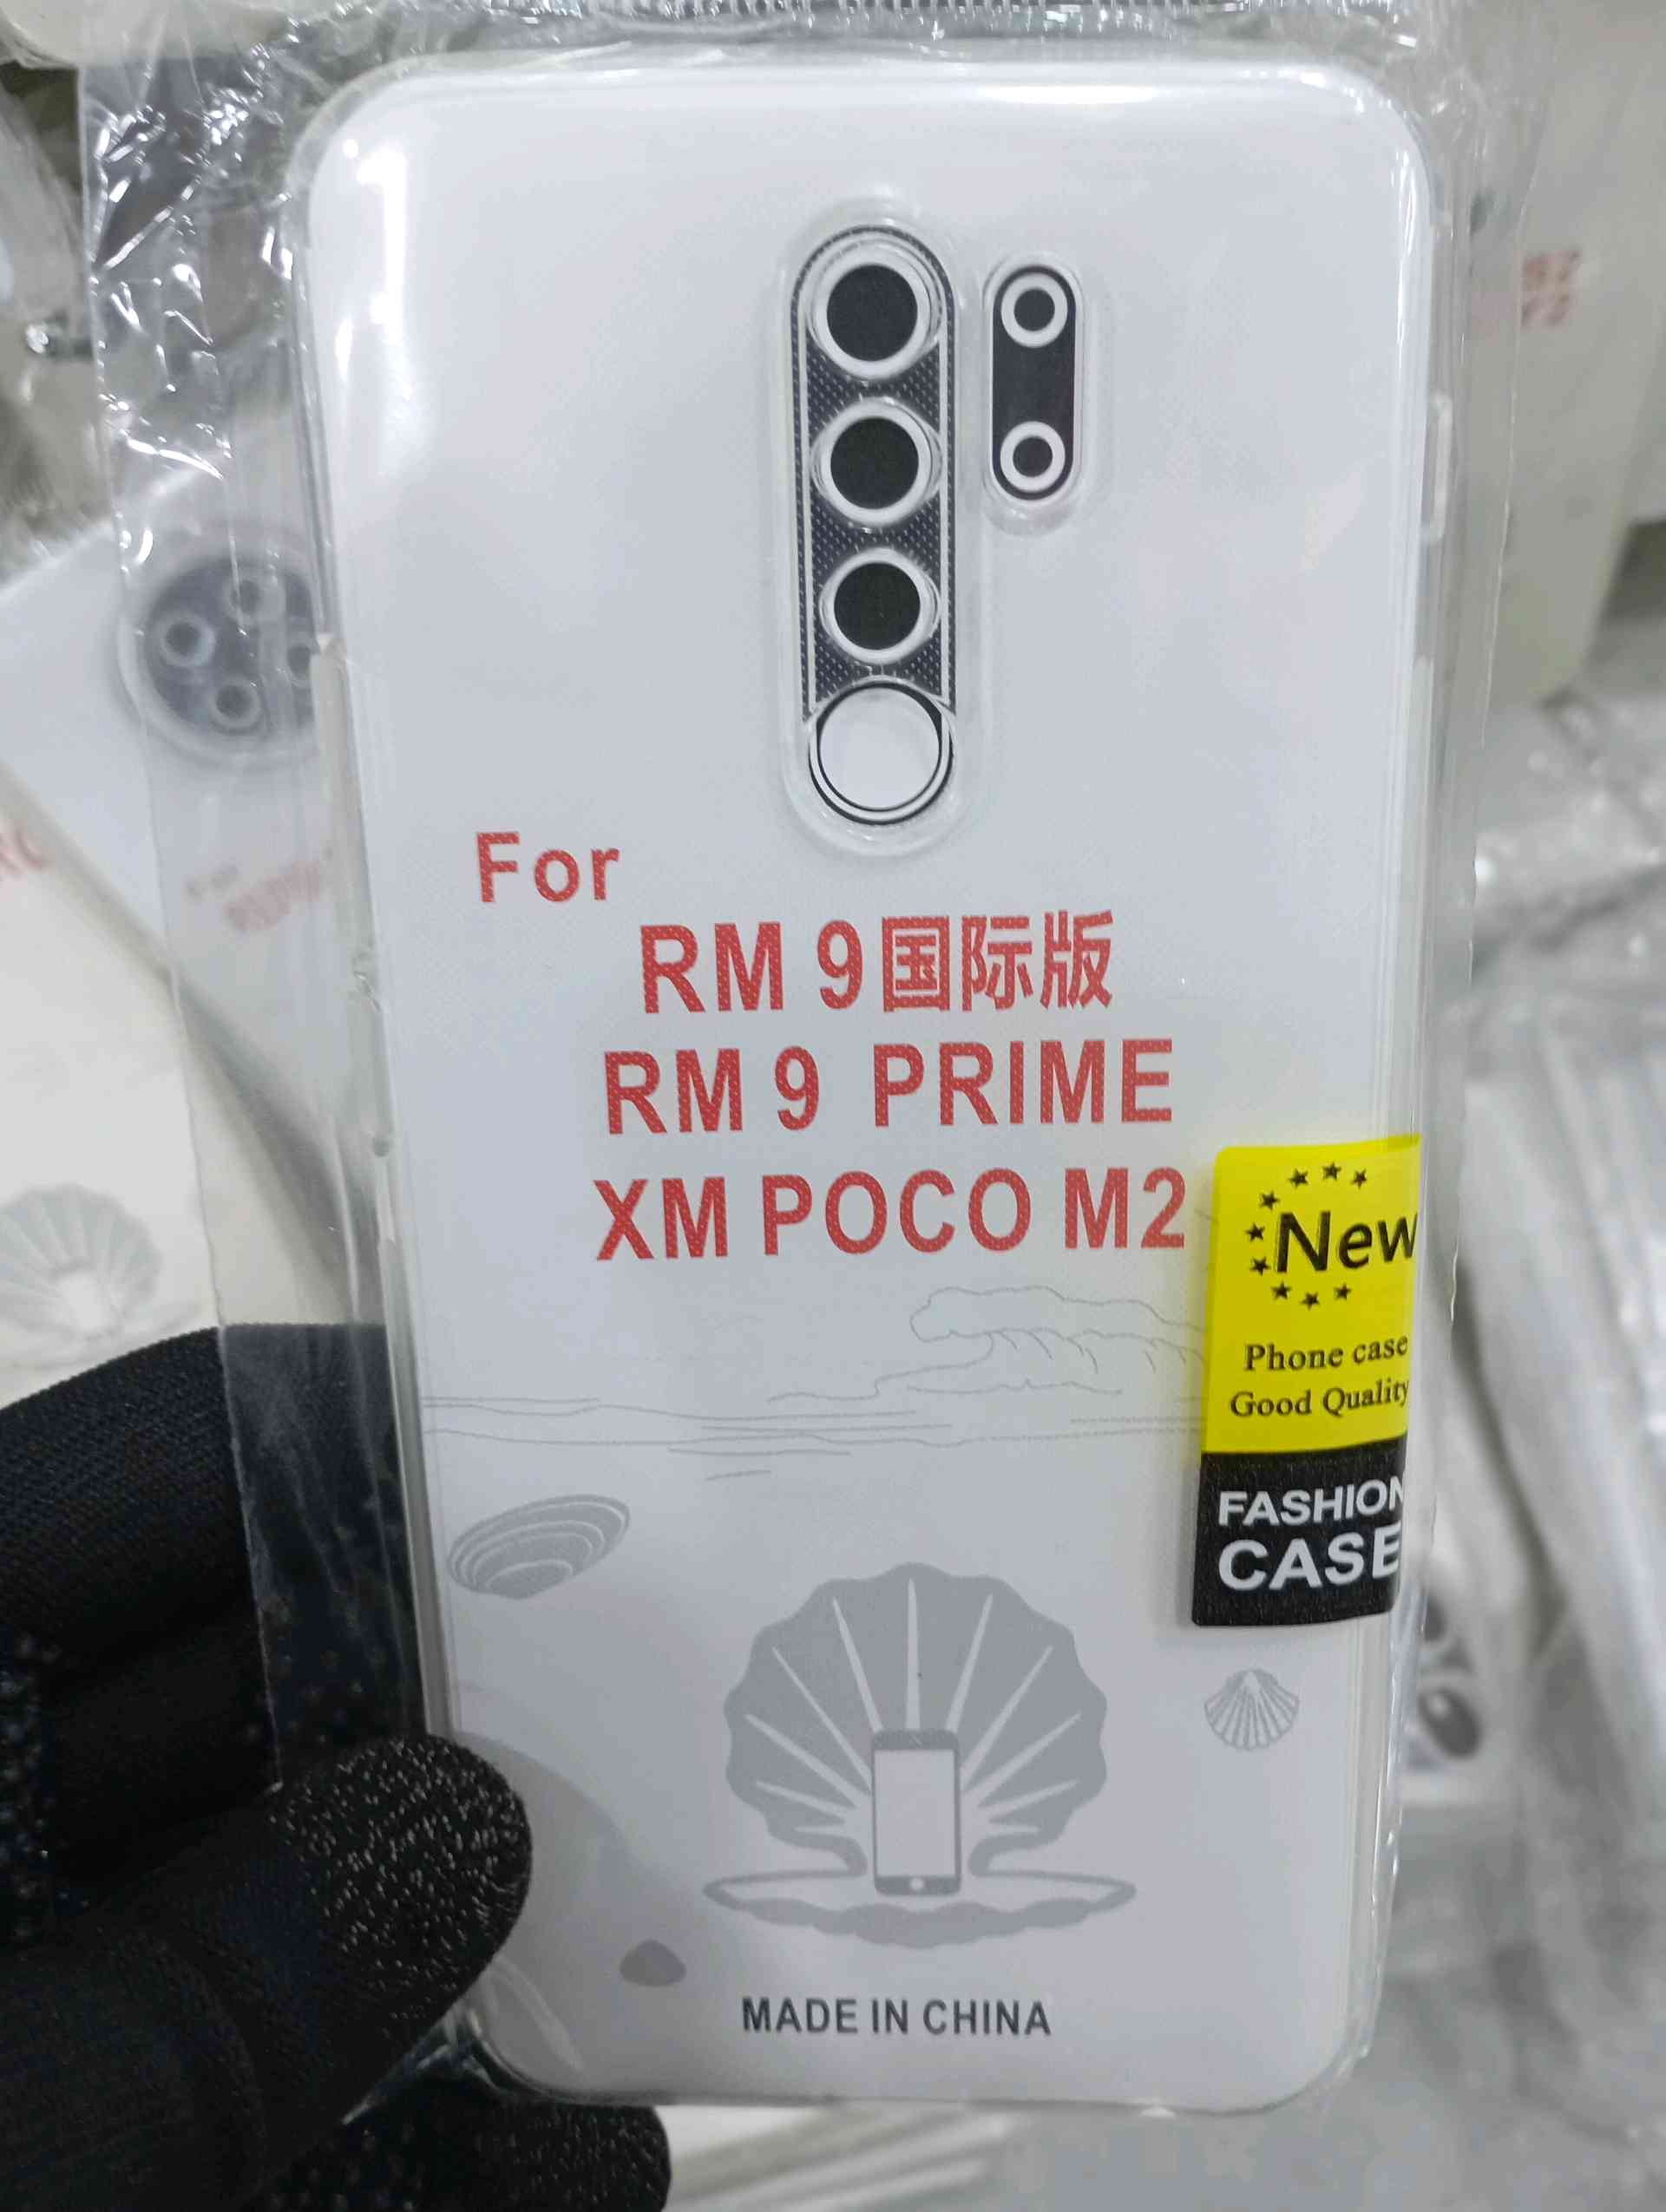 For
RM 9国际版
RM 9 PRIME
XM POCO M2
New
Phone case
Good Quality
FASHION
CASE
MADE IN CHINA